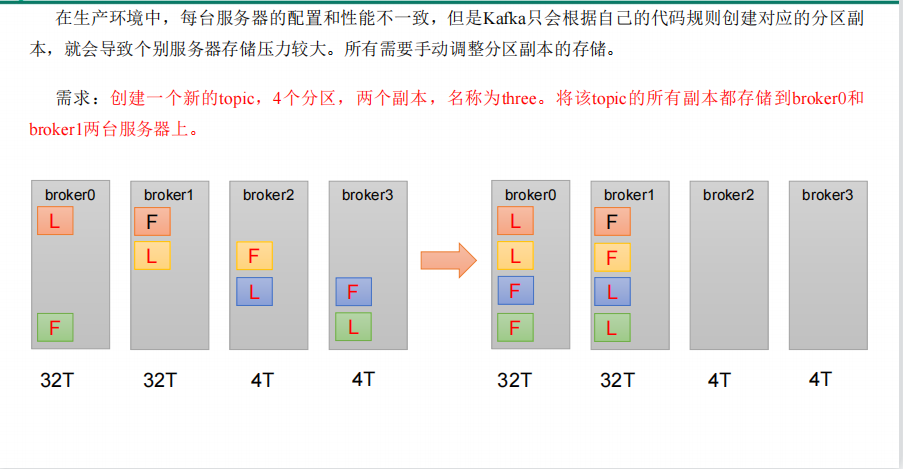 在生产环境中，每台服务器的配置和性能不一致，但是Kafka只会根据自己的代码规则创建对应的分区副
本，就会导致个别服务器存储压力较大。所有需要手动调整分区副本的存储。
需求：创建一个新的topic，4个分区，两个副本，名称为three。将该topic的所有副本都存储到broker0和
broker1两台服务器上。
broker0 broker1 broker2 broker3 broker0 broker1 broker2 broker3
L F L F
L F L F
L F F L
F L F L
32T 32T 4T 4T 32T 32T 4T 4T